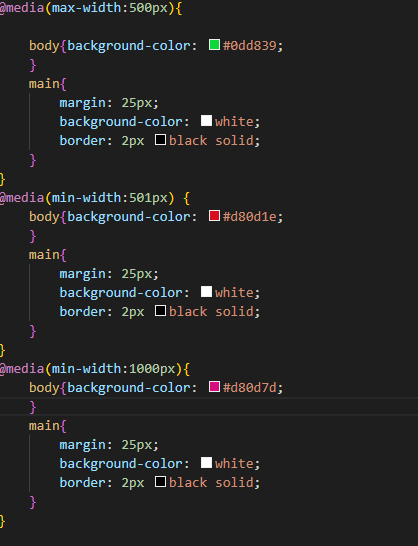 @media(max-width:500px){
body{background-color: #0dd839;
}
main{
margin: 25px;
background-color: white;
border: 2px black solid;
}
}
@media(min-width:501px) {
body{background-color: #d80d1e;
}
main{
margin: 25px;
background-color: white;
border: 2px black solid;
}
}
@media(min-width:1000px){
body{background-color: #d80d7d;
}
main{
margin: 25px;
background-color: white;
border: 2px black solid;
}
}